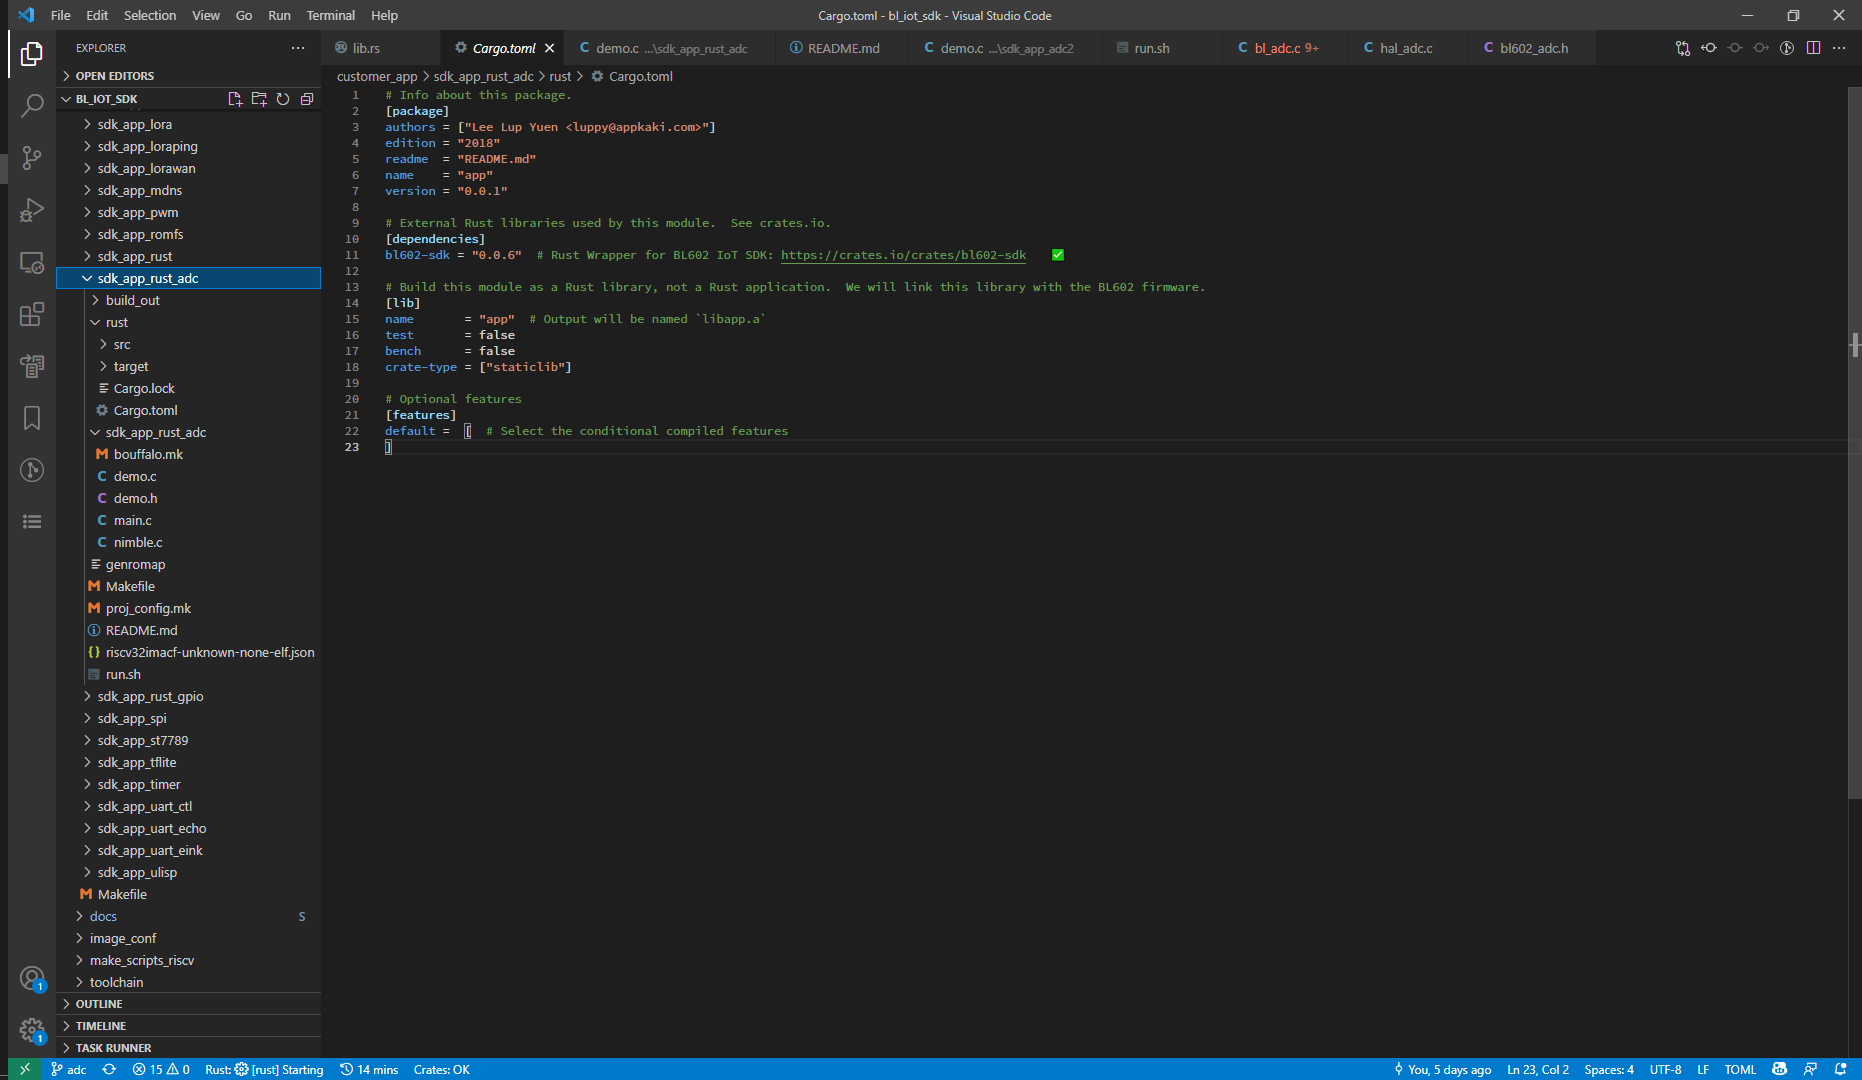 File Edit Selection View Go Run Terminal Help
Cargo.toml - bl_iot_sdk - Visual Studio Code
EXPLORER
OPEN EDITORS
BL_IOT_SDK
sdk_app_lora
sdk_app_loraping
sdk_app_lorawan
sdk_app_mdns
sdk_app_pwm
sdk_app_romfs
sdk_app_rust
sdk_app_rust_adc
build_out
rust
src
target
Cargo.lock
Cargo.toml
sdk_app_rust_adc
M bouffalo.mk
C demo.c
C demo.h
C main.c
C nimble.c
genromap
M Makefile
M proj_config.mk
README.md
{} riscv32imacf-unknown-none-elf.json
run.sh
sdk_app_rust_gpio
sdk_app_spi
sdk_app_st7789
sdk_app_tflite
sdk_app_timer
sdk_app_uart_ctl
sdk_app_uart_echo
sdk_app_uart_eink
sdk_app_ulisp
M Makefile
docs S
image_conf
make_scripts_riscv
toolchain
OUTLINE
TIMELINE
TASK RUNNER
1
1
lib.rs
Cargo.toml
C demo.c ...\sdk_app_rust_adc
README.md
C demo.c ...\sdk_app_adc2
run.sh
C bl_adc.c 9+
C hal_adc.c
C bl602_adc.h
customer_app > sdk_app_rust_adc > rust > Cargo.toml
1 # Info about this package.
2 [package]
3 authors = ["Lee Lup Yuen <luppy@appkaki.com>"]
4 edition = "2018"
5 readme  = "README.md"
6 name    = "app"
7 version = "0.0.1"
8
9 # External Rust libraries used by this module.  See crates.io.
10 [dependencies]
11 bl602-sdk = "0.0.6"  # Rust Wrapper for BL602 IoT SDK: https://crates.io/crates/bl602-sdk ✅
12
13 # Build this module as a Rust library, not a Rust application.  We will link this library with the BL602 firmware.
14 [lib]
15 name       = "app"  # Output will be named `libapp.a`
16 test       = false
17 bench      = false
18 crate-type = ["staticlib"]
19
20 # Optional features
21 [features]
22 default =  [  # Select the conditional compiled features
23 ]
adc
15 0
Rust: [rust] Starting
14 mins
Crates: OK
You, 5 days ago
Ln 23, Col 2
Spaces: 4
UTF-8
LF
TOML